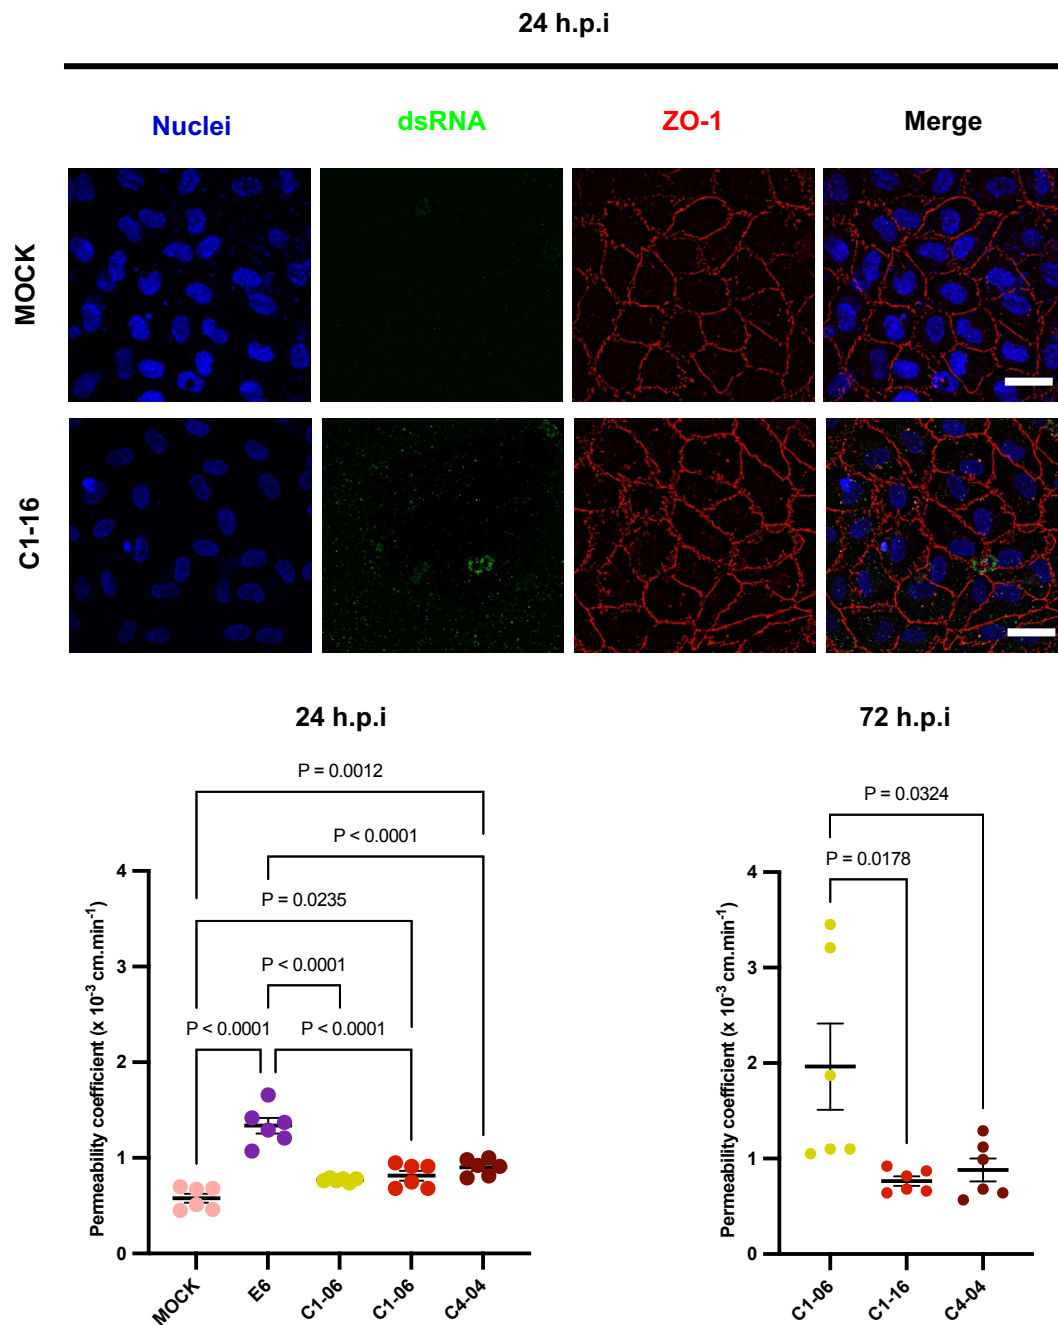 24 h.p.i
Nuclei dsRNA ZO-1 Merge
MOCK
C1-16
24 h.p.i
P = 0.0012
P < 0.0001
P = 0.0235
P < 0.0001
P < 0.0001 P < 0.0001
Permeability coefficient (x 10⁻³ cm.min⁻¹)
4
3
2
1
0
MOCK E6 C1-06 C1-06 C4-04
72 h.p.i
P = 0.0324
P = 0.0178
Permeability coefficient (x 10⁻³ cm.min⁻¹)
4
3
2
1
0
C1-06 C1-16 C4-04